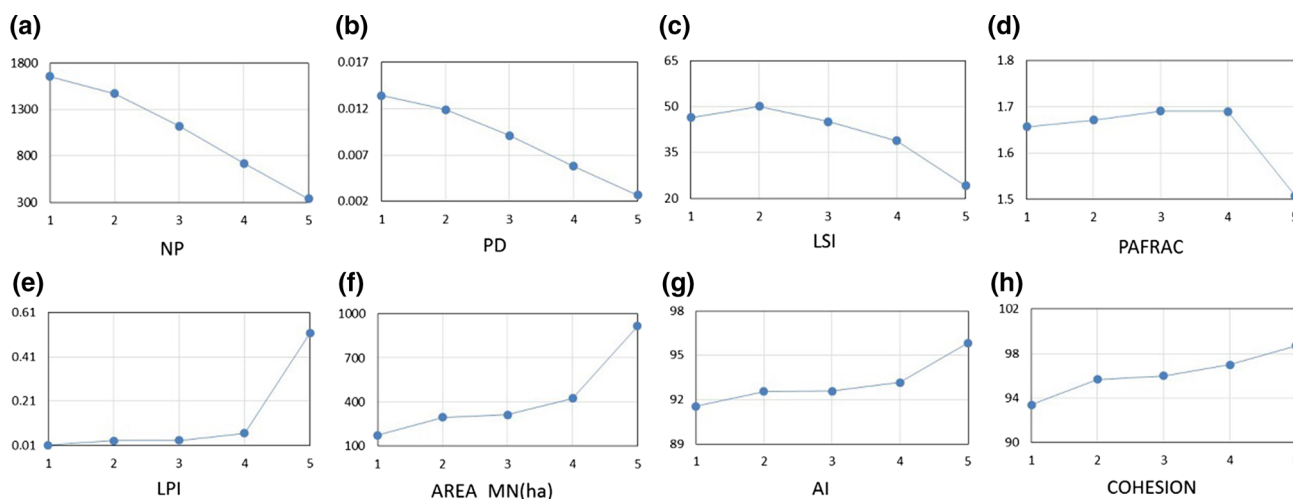 (a)
1800
1300
800
300
1 2 3 4 5
NP
(b)
0.017
0.012
0.007
0.002
1 2 3 4 5
PD
(c)
65
50
35
20
1 2 3 4 5
LSI
(d)
1.8
1.7
1.6
1.5
1 2 3 4
PAFRAC
(e)
0.61
0.41
0.21
0.01
1 2 3 4 5
LPI
(f)
1000
700
400
100
1 2 3 4 5
AREA MN(ha)
(g)
98
95
92
89
1 2 3 4 5
AI
(h)
102
98
94
90
1 2 3 4
COHESION